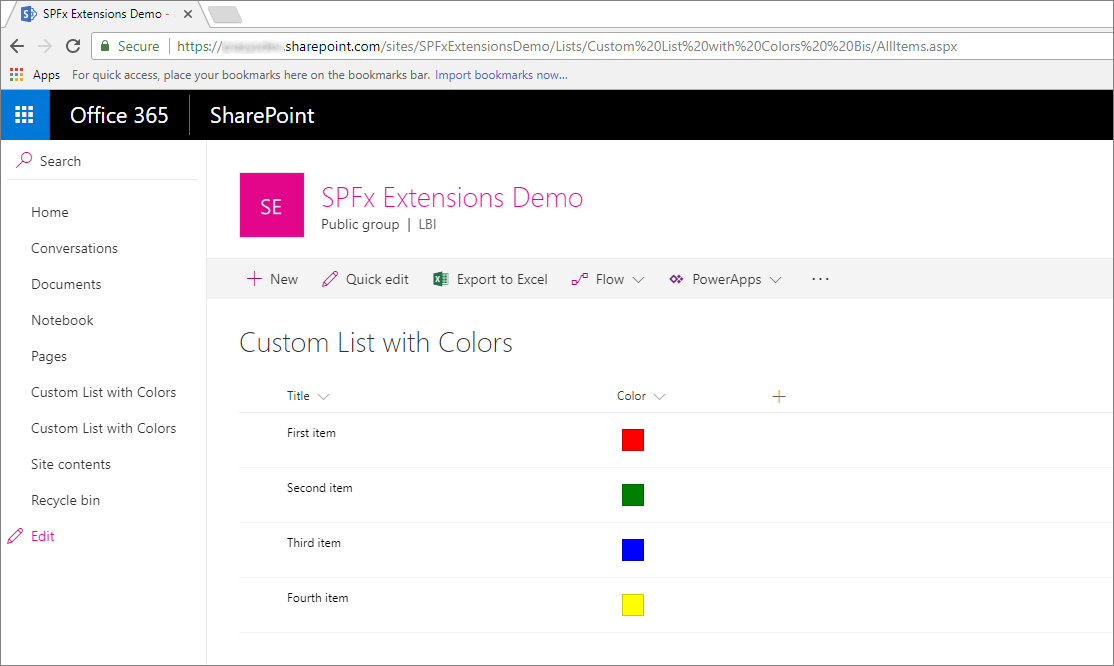 SPFx Extensions Demo -
Secure https://.sharepoint.com/sites/SPFxExtensionsDemo/Lists/Custom%20List%20with%20Colors%20%20Bis/AllItems.aspx
Apps For quick access, place your bookmarks here on the bookmarks bar. Import bookmarks now...
Office 365 SharePoint
Search
Home
Conversations
Documents
Notebook
Pages
Custom List with Colors
Custom List with Colors
Site contents
Recycle bin
Edit
SE
SPFx Extensions Demo
Public group | LBI
New Quick edit Export to Excel Flow PowerApps ...
Custom List with Colors
Title Color
First item
Second item
Third item
Fourth item